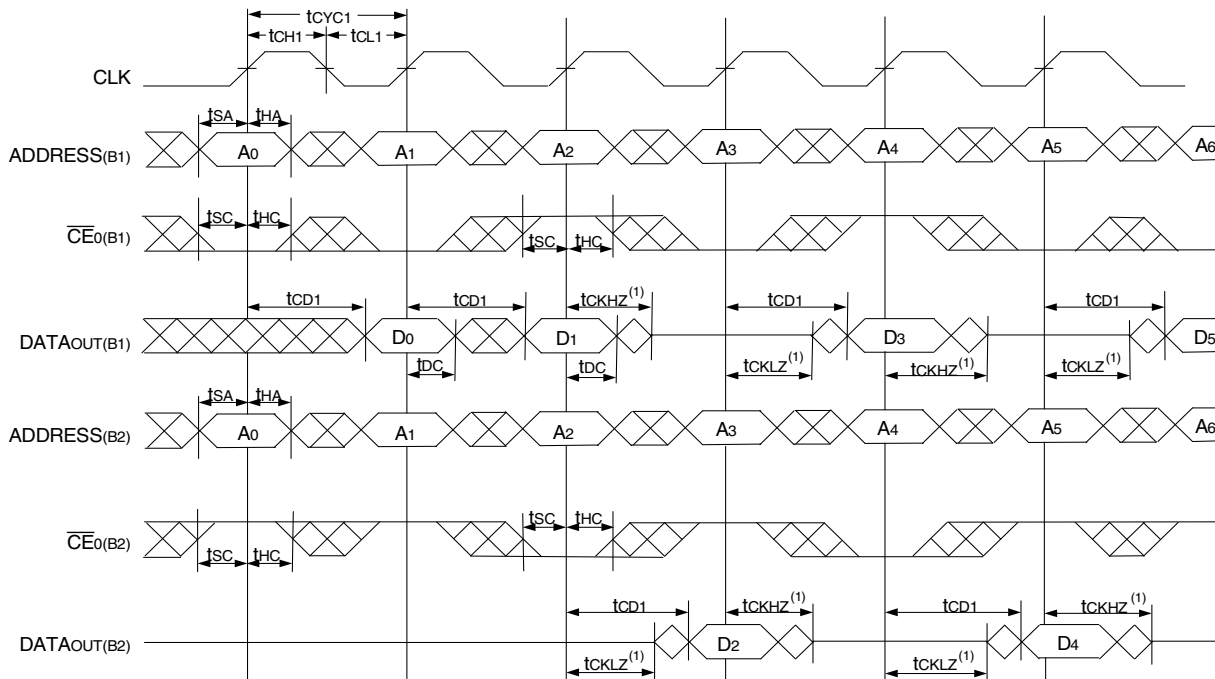 tCYC1
tCH1 tCL1
CLK
tSA tHA
ADDRESS(B1) A0 A1 A2 A3 A4 A5 A6
tSC tHC
CE0(B1)
tSC tHC
tCD1 tCD1 tCKHZ(1) tCD1 tCD1
DATAOUT(B1) D0 D1 D3 D5
tDC tDC tCKLZ(1) tCKHZ(1) tCKLZ(1)
tSA tHA
ADDRESS(B2) A0 A1 A2 A3 A4 A5 A6
tSC tHC
CE0(B2)
tSC tHC
tCD1 tCKHZ(1) tCD1 tCKHZ(1)
DATAOUT(B2) D2 D4
tCKLZ(1) tCKLZ(1)